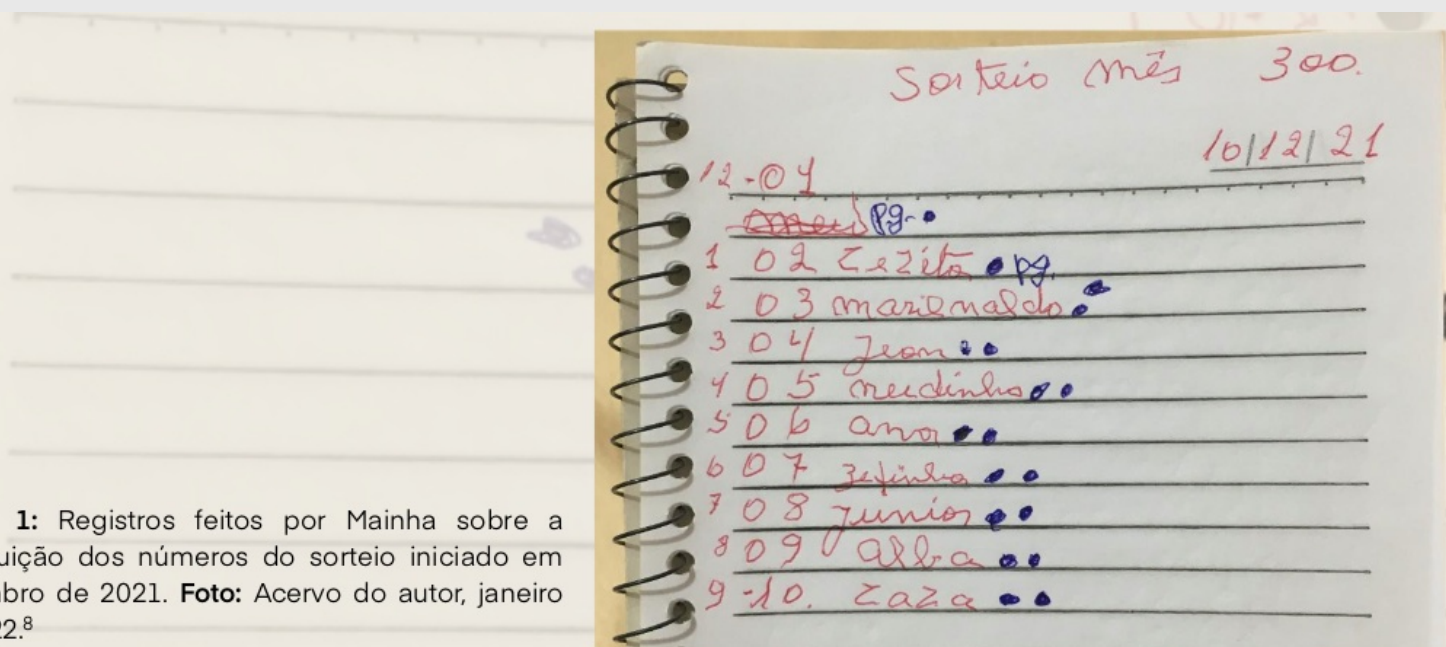 Sorteio mês 300.
10/12/21
12-01
pg.
1 02 Zezita pg.
2 03 marinaldo
3 04 Jean
4 05 neidinho
5 06 ana
6 07 Zefinha
7 08 Junior
8 09 alba
9-10. zaza
1: Registros feitos por Mainha sobre a
uição dos números do sorteio iniciado em
bro de 2021. Foto: Acervo do autor, janeiro
22.⁸